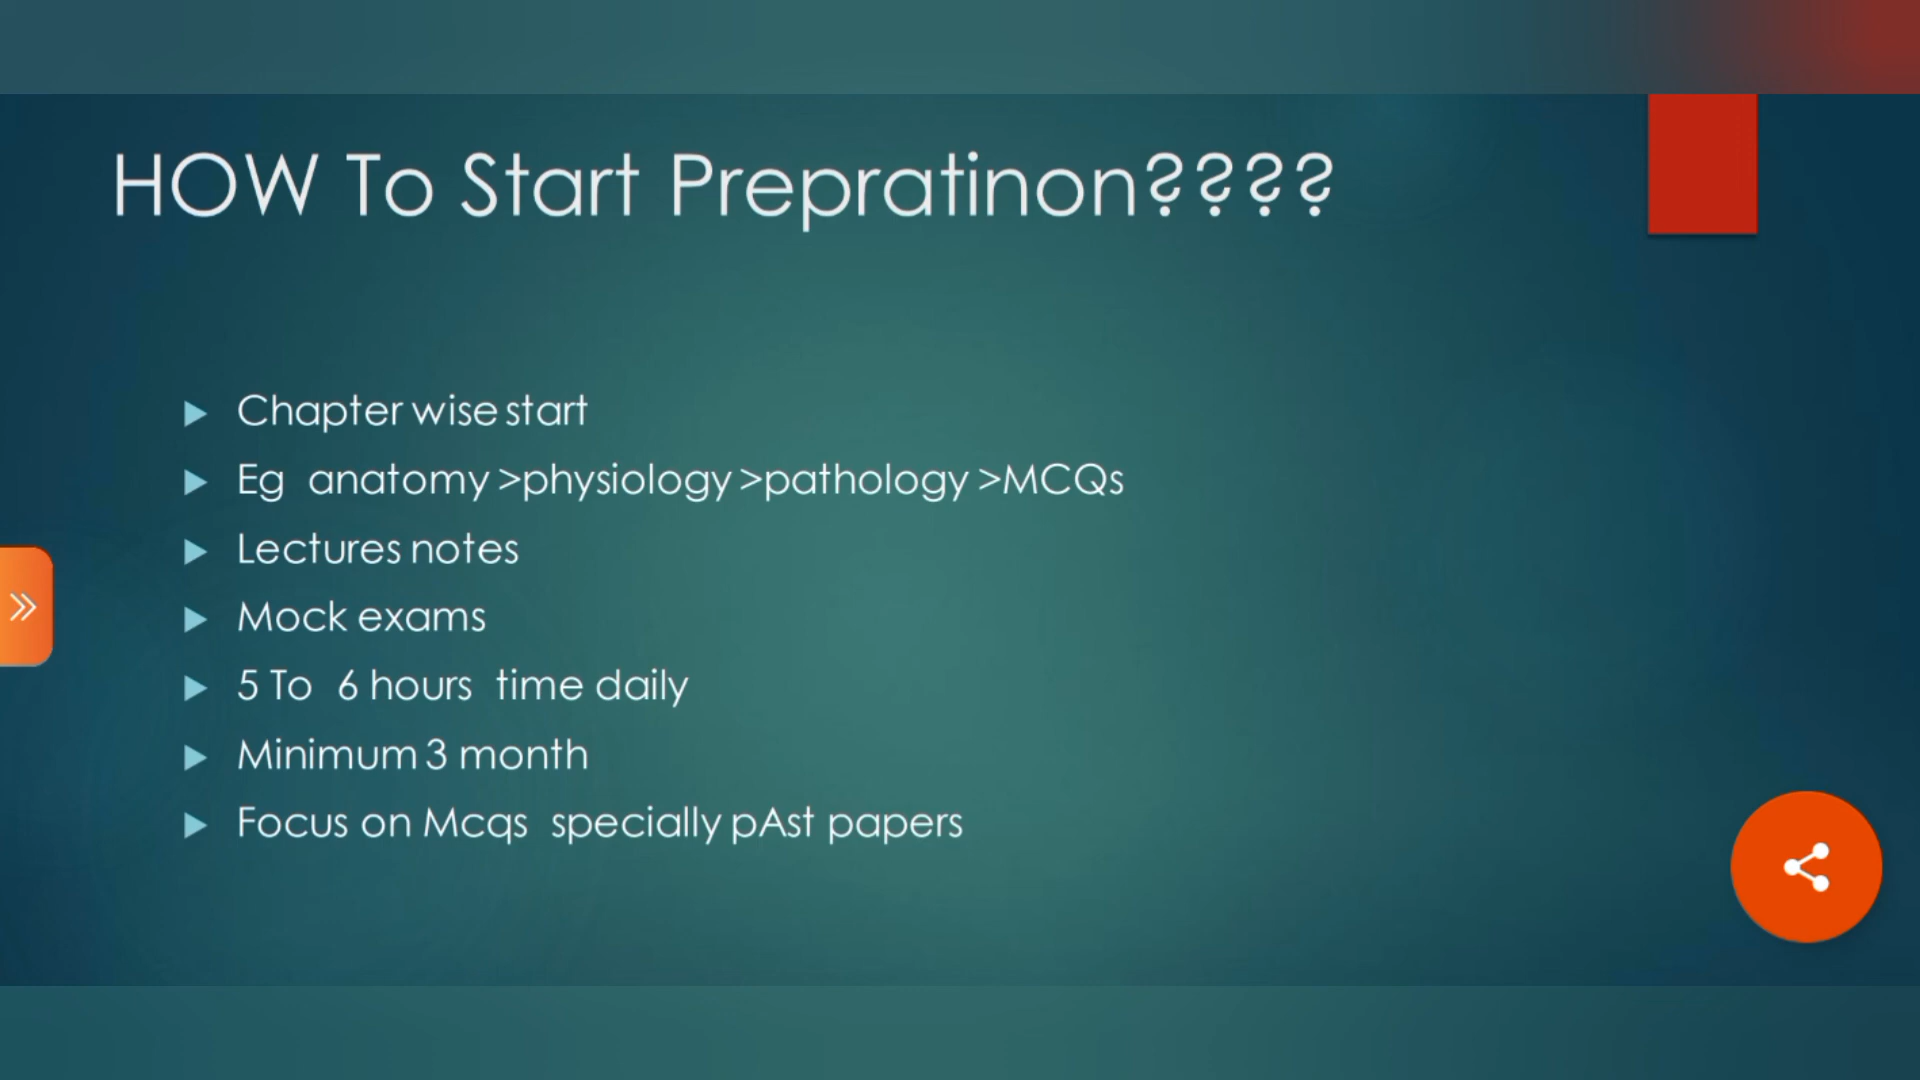 HOW To Start Prepratinon????
Chapter wise start
Eg anatomy >physiology >pathology >MCQs
Lectures notes
Mock exams
5 To 6 hours time daily
Minimum 3 month
Focus on Mcqs specially pAst papers